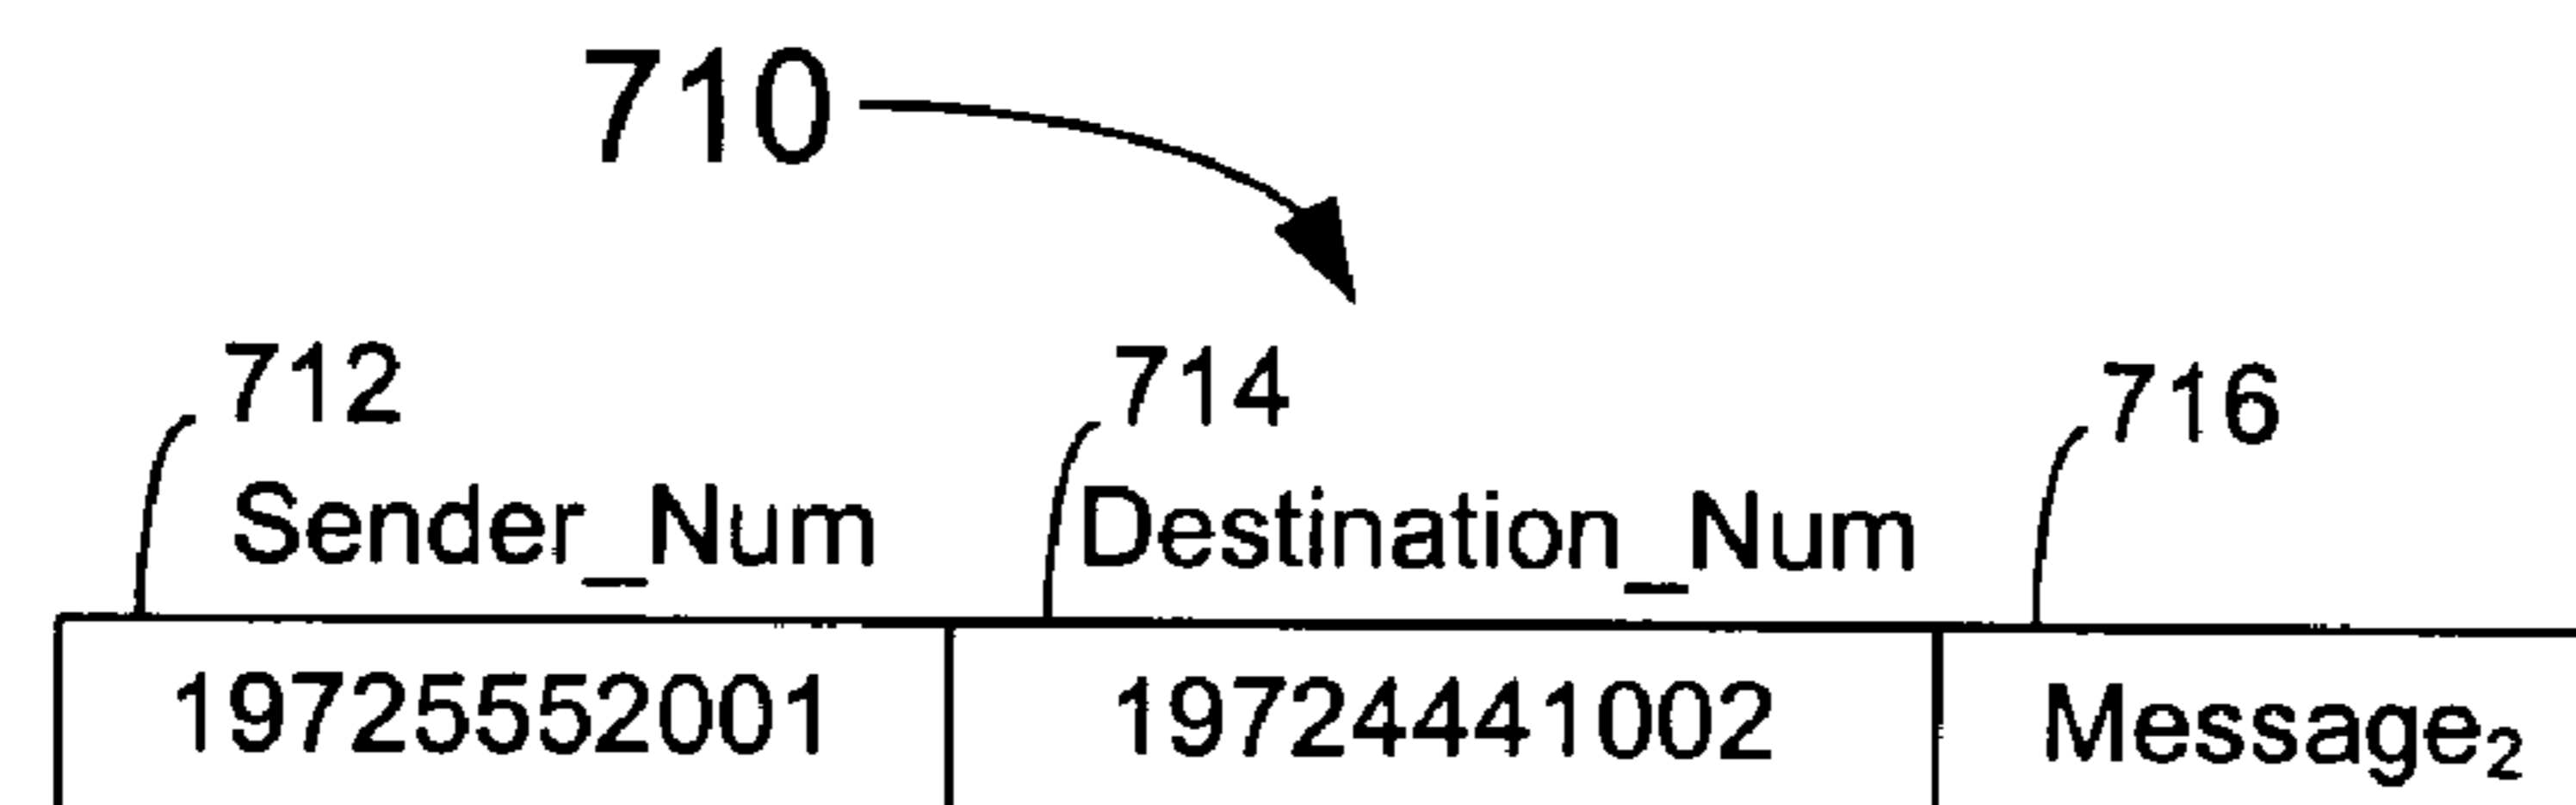 710
712 714 716
Sender_Num Destination_Num
19725552001 19724441002 Message₂